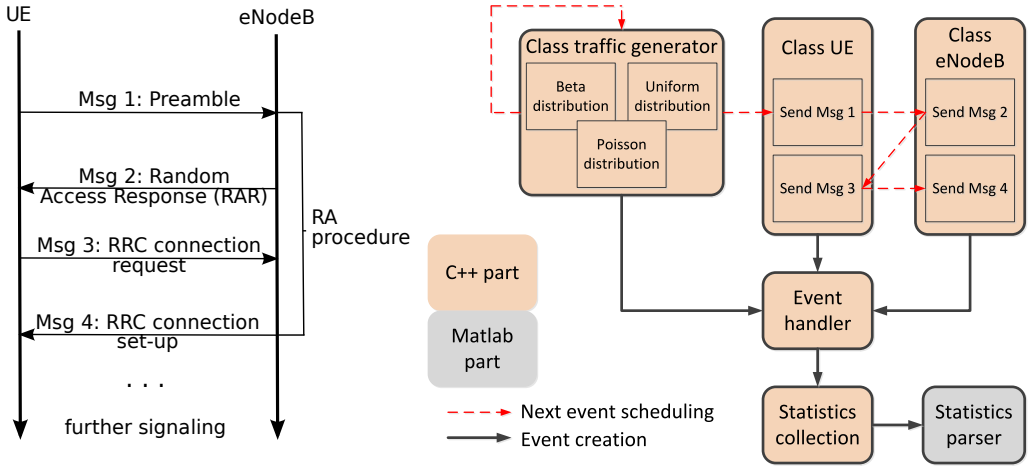 UE
eNodeB
Msg 1: Preamble
Msg 2: Random
Access Response (RAR)
RA
procedure
Msg 3: RRC connection
request
Msg 4: RRC connection
set-up
. . .
further signaling
Class traffic generator
Beta
distribution
Uniform
distribution
Poisson
distribution
Class UE
Send Msg 1
Send Msg 3
Class
eNodeB
Send Msg 2
Send Msg 4
C++ part
Matlab
part
Event
handler
Statistics
collection
Statistics
parser
Next event scheduling
Event creation